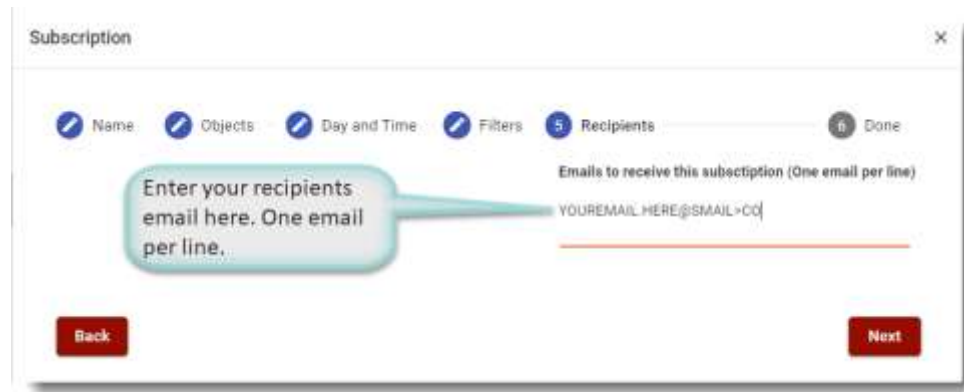 Subscription ×
Name Objects Day and Time Filters 5 Recipients 6 Done
Emails to receive this subsctiption (One email per line)
Enter your recipients
email here. One email
per line.
YOUREMAIL.HERE@SMAIL>CO
Back Next